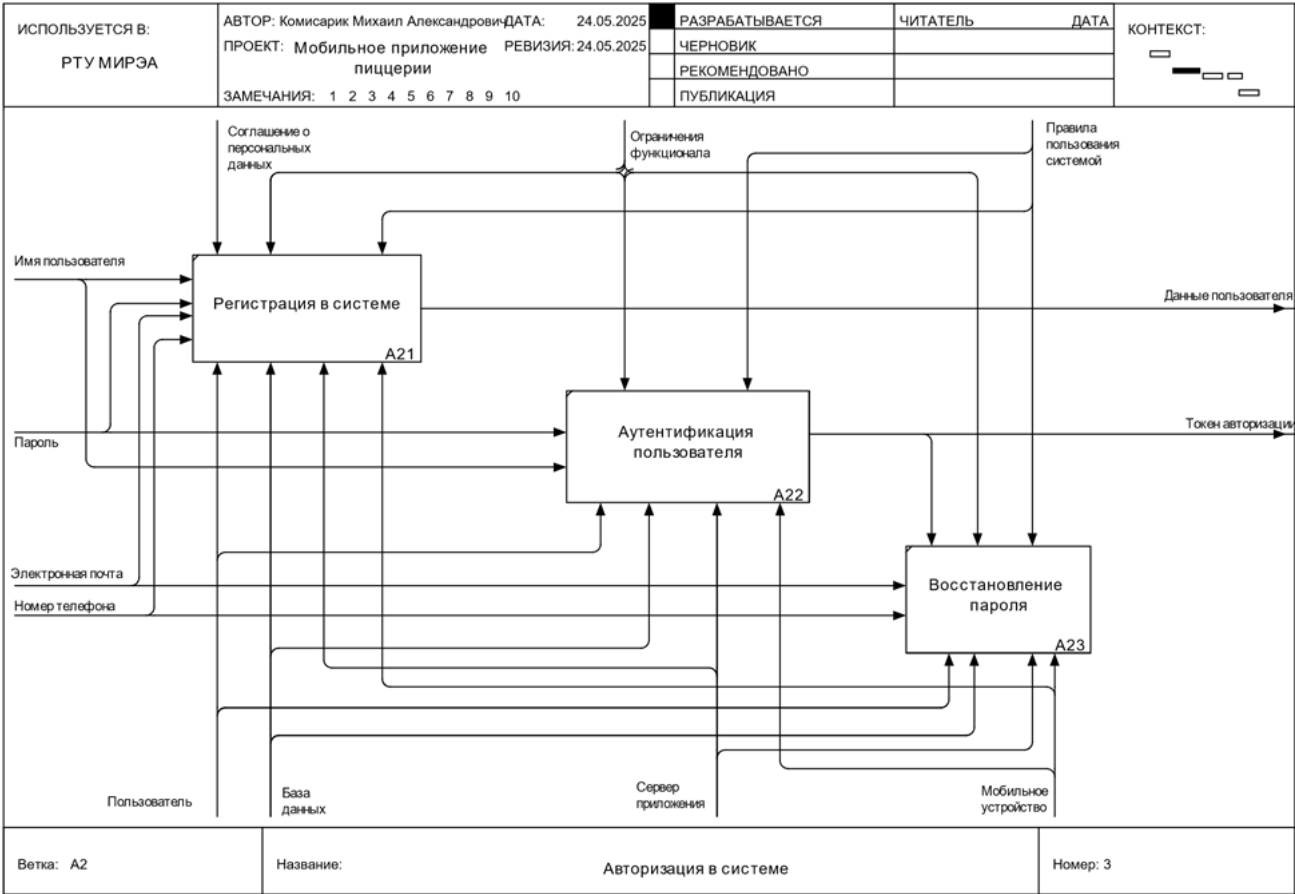 ИСПОЛЬЗУЕТСЯ В:
РТУ МИРЭА
АВТОР: Комисарик Михаил Александрович
ДАТА: 24.05.2025
ПРОЕКТ: Мобильное приложение
пиццерии
РЕВИЗИЯ: 24.05.2025
ЗАМЕЧАНИЯ: 1 2 3 4 5 6 7 8 9 10
РАЗРАБАТЫВАЕТСЯ
ЧЕРНОВИК
РЕКОМЕНДОВАНО
ПУБЛИКАЦИЯ
ЧИТАТЕЛЬ
ДАТА
КОНТЕКСТ:
Соглашение о
персональных
данных
Ограничения
функционала
Правила
пользования
системой
Имя пользователя
Регистрация в системе
A21
Данные пользователя
Пароль
Аутентификация
пользователя
A22
Токен авторизации
Электронная почта
Номер телефона
Восстановление
пароля
A23
Пользователь
База
данных
Сервер
приложения
Мобильное
устройство
Ветка: A2
Название:
Авторизация в системе
Номер: 3